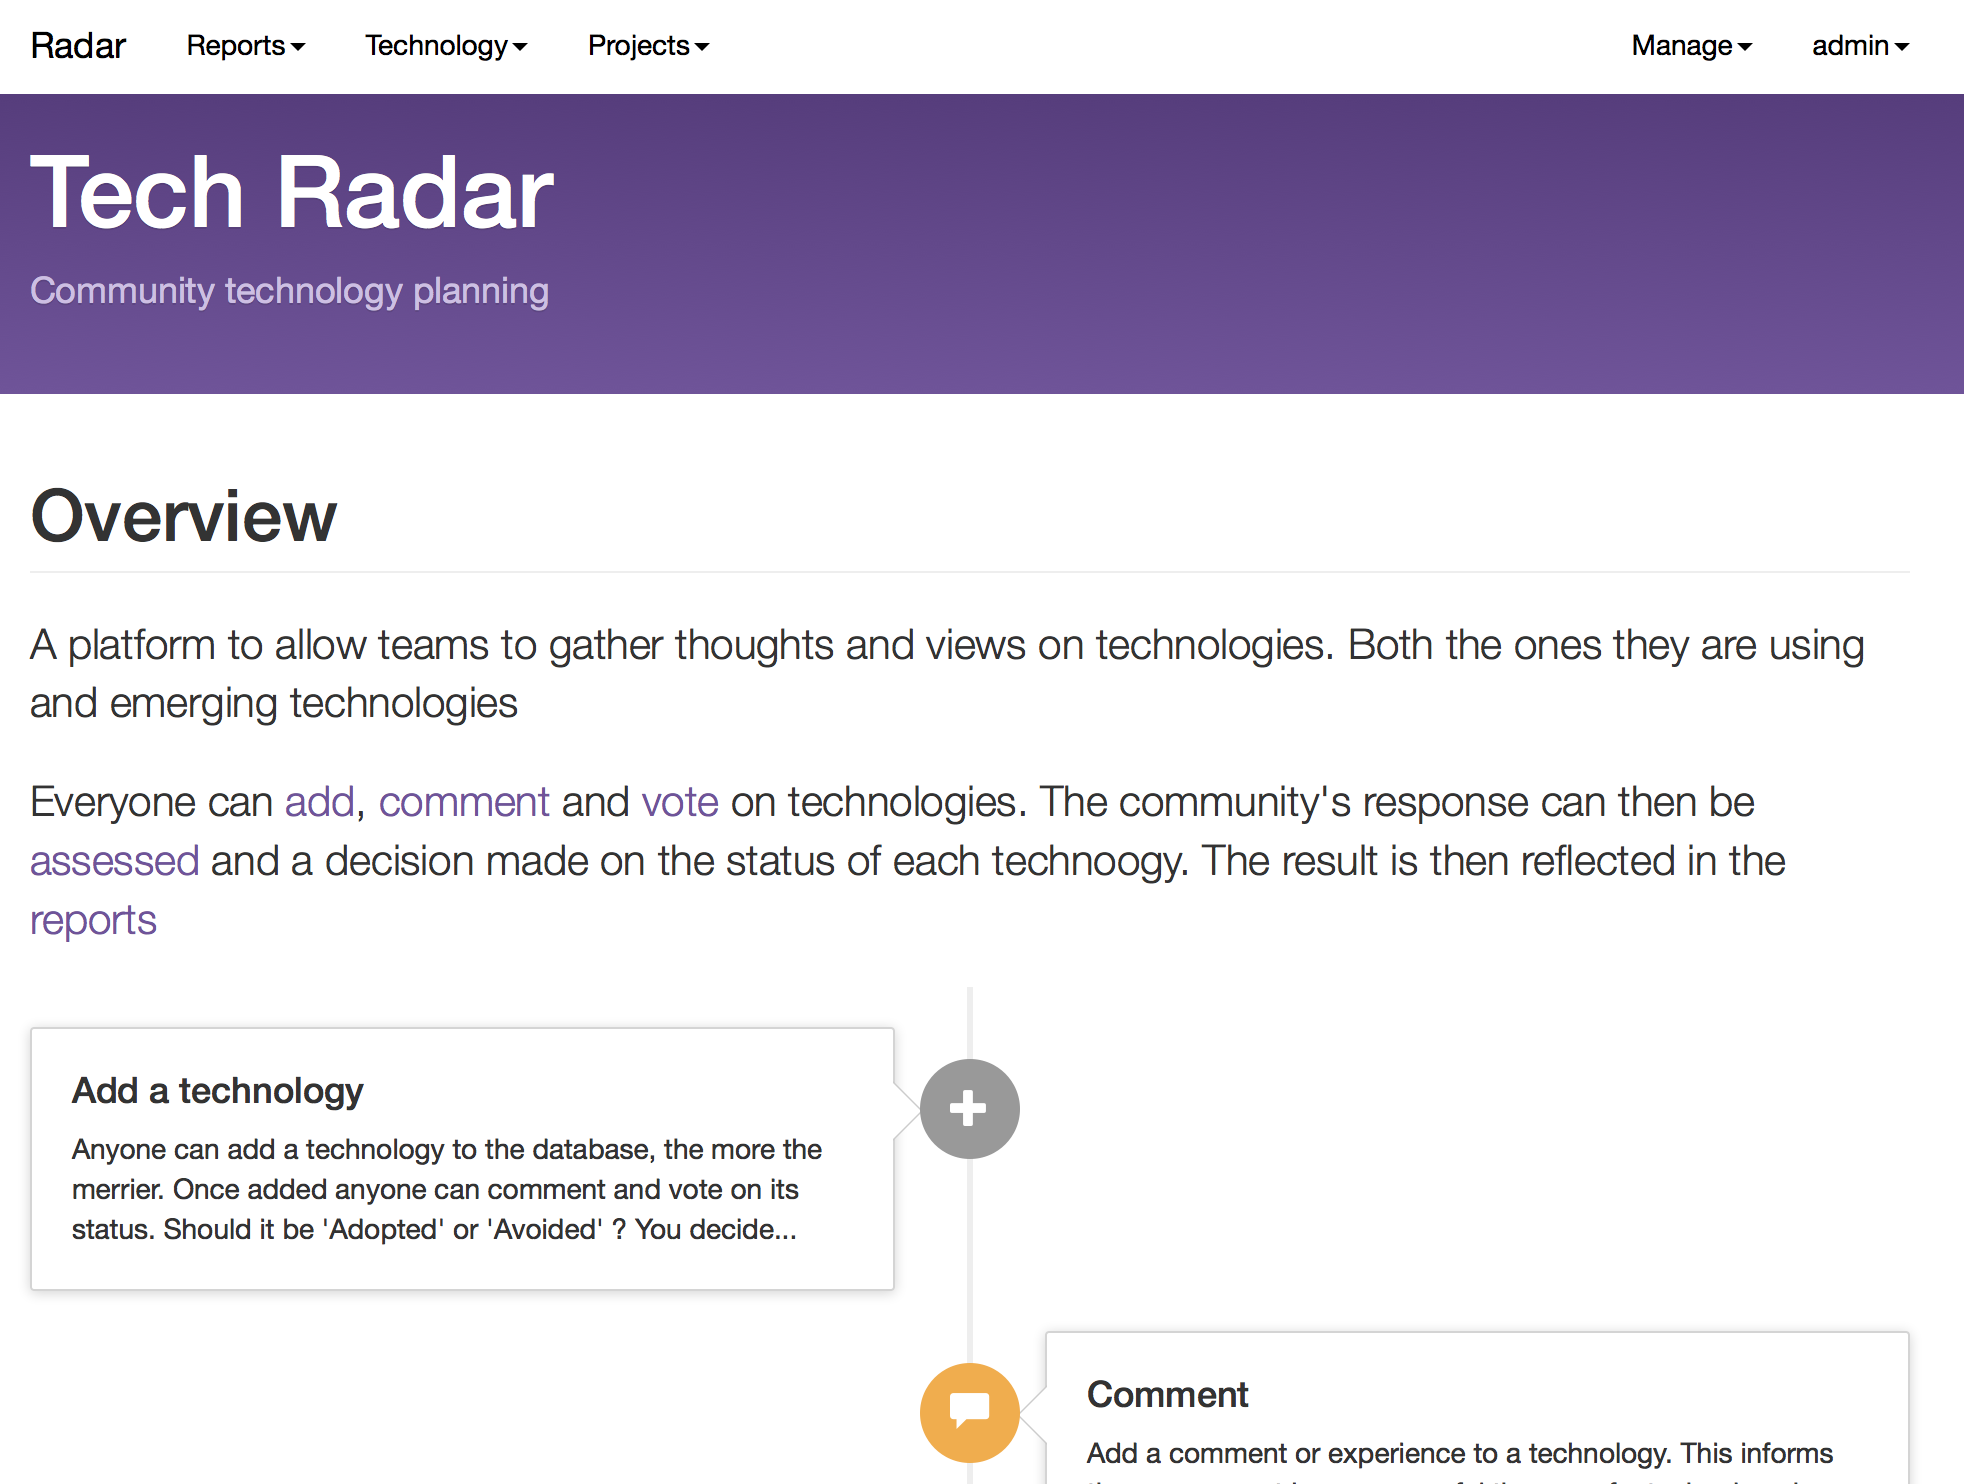 Radar Reports Technology Projects Manage admin
Tech Radar
Community technology planning
Overview
A platform to allow teams to gather thoughts and views on technologies. Both the ones they are using
and emerging technologies
Everyone can add, comment and vote on technologies. The community's response can then be
assessed and a decision made on the status of each technoogy. The result is then reflected in the
reports
Add a technology
Anyone can add a technology to the database, the more the
merrier. Once added anyone can comment and vote on its
status. Should it be 'Adopted' or 'Avoided' ? You decide...
Comment
Add a comment or experience to a technology. This informs